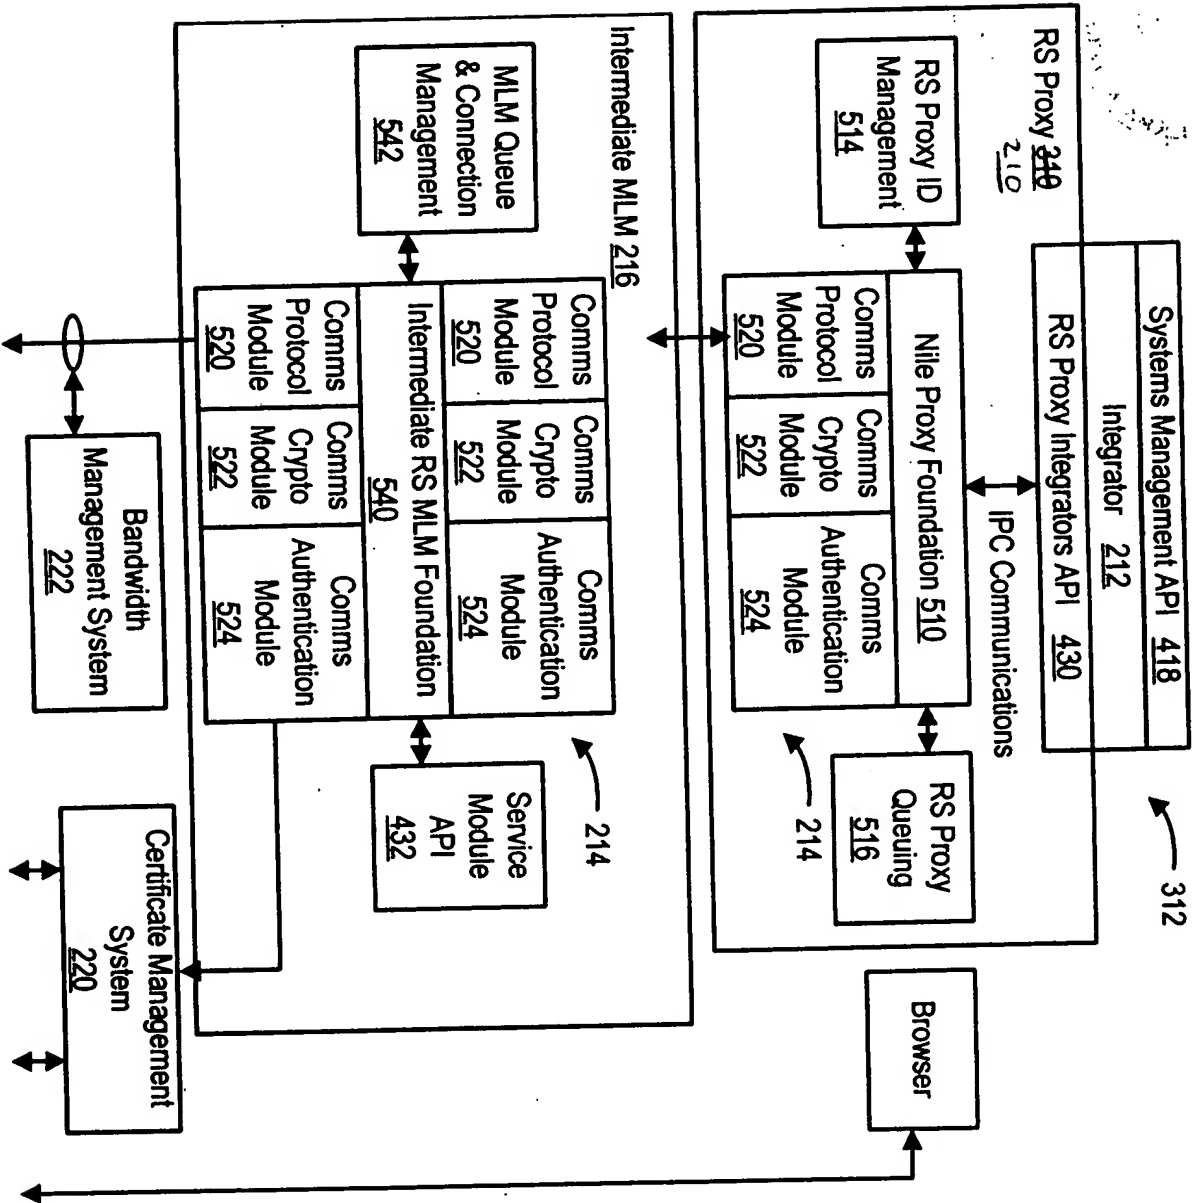 Systems Management API 418
Integrator 212
RS Proxy Integrators API 430
312
RS Proxy 310
210
IPC Communications
RS Proxy ID
Management
514
Nile Proxy Foundation 510
Comms
Protocol
Module
520
Comms
Crypto
Module
522
Comms
Authentication
Module
524
RS Proxy
Queuing
516
214
Browser
Intermediate MLM 216
MLM Queue
& Connection
Management
542
Comms
Protocol
Module
520
Comms
Crypto
Module
522
Comms
Authentication
Module
524
Intermediate RS MLM Foundation
540
Comms
Protocol
Module
520
Comms
Crypto
Module
522
Comms
Authentication
Module
524
Service
Module
API
432
214
Bandwidth
Management System
222
Certificate Management
System
220